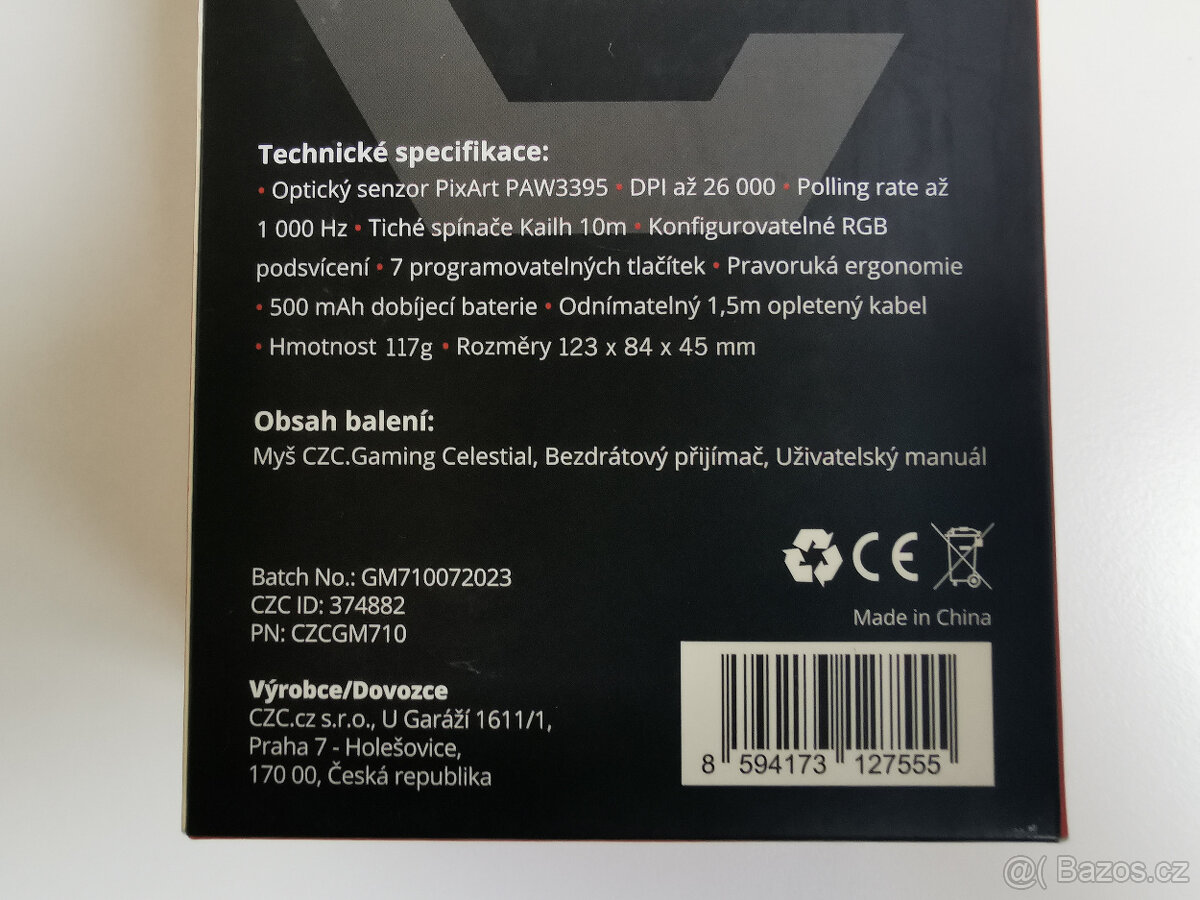 Technické specifikace:
• Optický senzor PixArt PAW3395 • DPI až 26 000 • Polling rate až
1 000 Hz • Tiché spínače Kailh 10m • Konfigurovatelné RGB
podsvícení • 7 programovatelných tlačítek • Pravoruká ergonomie
• 500 mAh dobíjecí baterie • Odnímatelný 1,5m opletený kabel
• Hmotnost 117g • Rozměry 123 x 84 x 45 mm
Obsah balení:
Myš CZC.Gaming Celestial, Bezdrátový přijímač, Uživatelský manuál
CE
Batch No.: GM710072023
CZC ID: 374882
PN: CZCGM710
Made in China
Výrobce/Dovozce
CZC.cz s.r.o., U Garáží 1611/1,
Praha 7 - Holešovice,
170 00, Česká republika
8 594173 127555
@( Bazos.cz